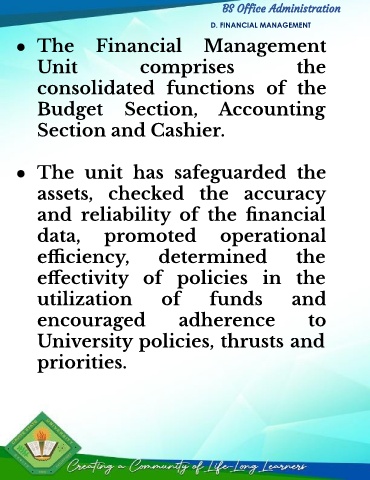 BS Office Administration
D. FINANCIAL MANAGEMENT
• The Financial Management
Unit comprises the
consolidated functions of the
Budget Section, Accounting
Section and Cashier.
• The unit has safeguarded the
assets, checked the accuracy
and reliability of the financial
data, promoted operational
efficiency, determined the
effectivity of policies in the
utilization of funds and
encouraged adherence to
University policies, thrusts and
priorities.
Creating a Community of Life-Long Learners